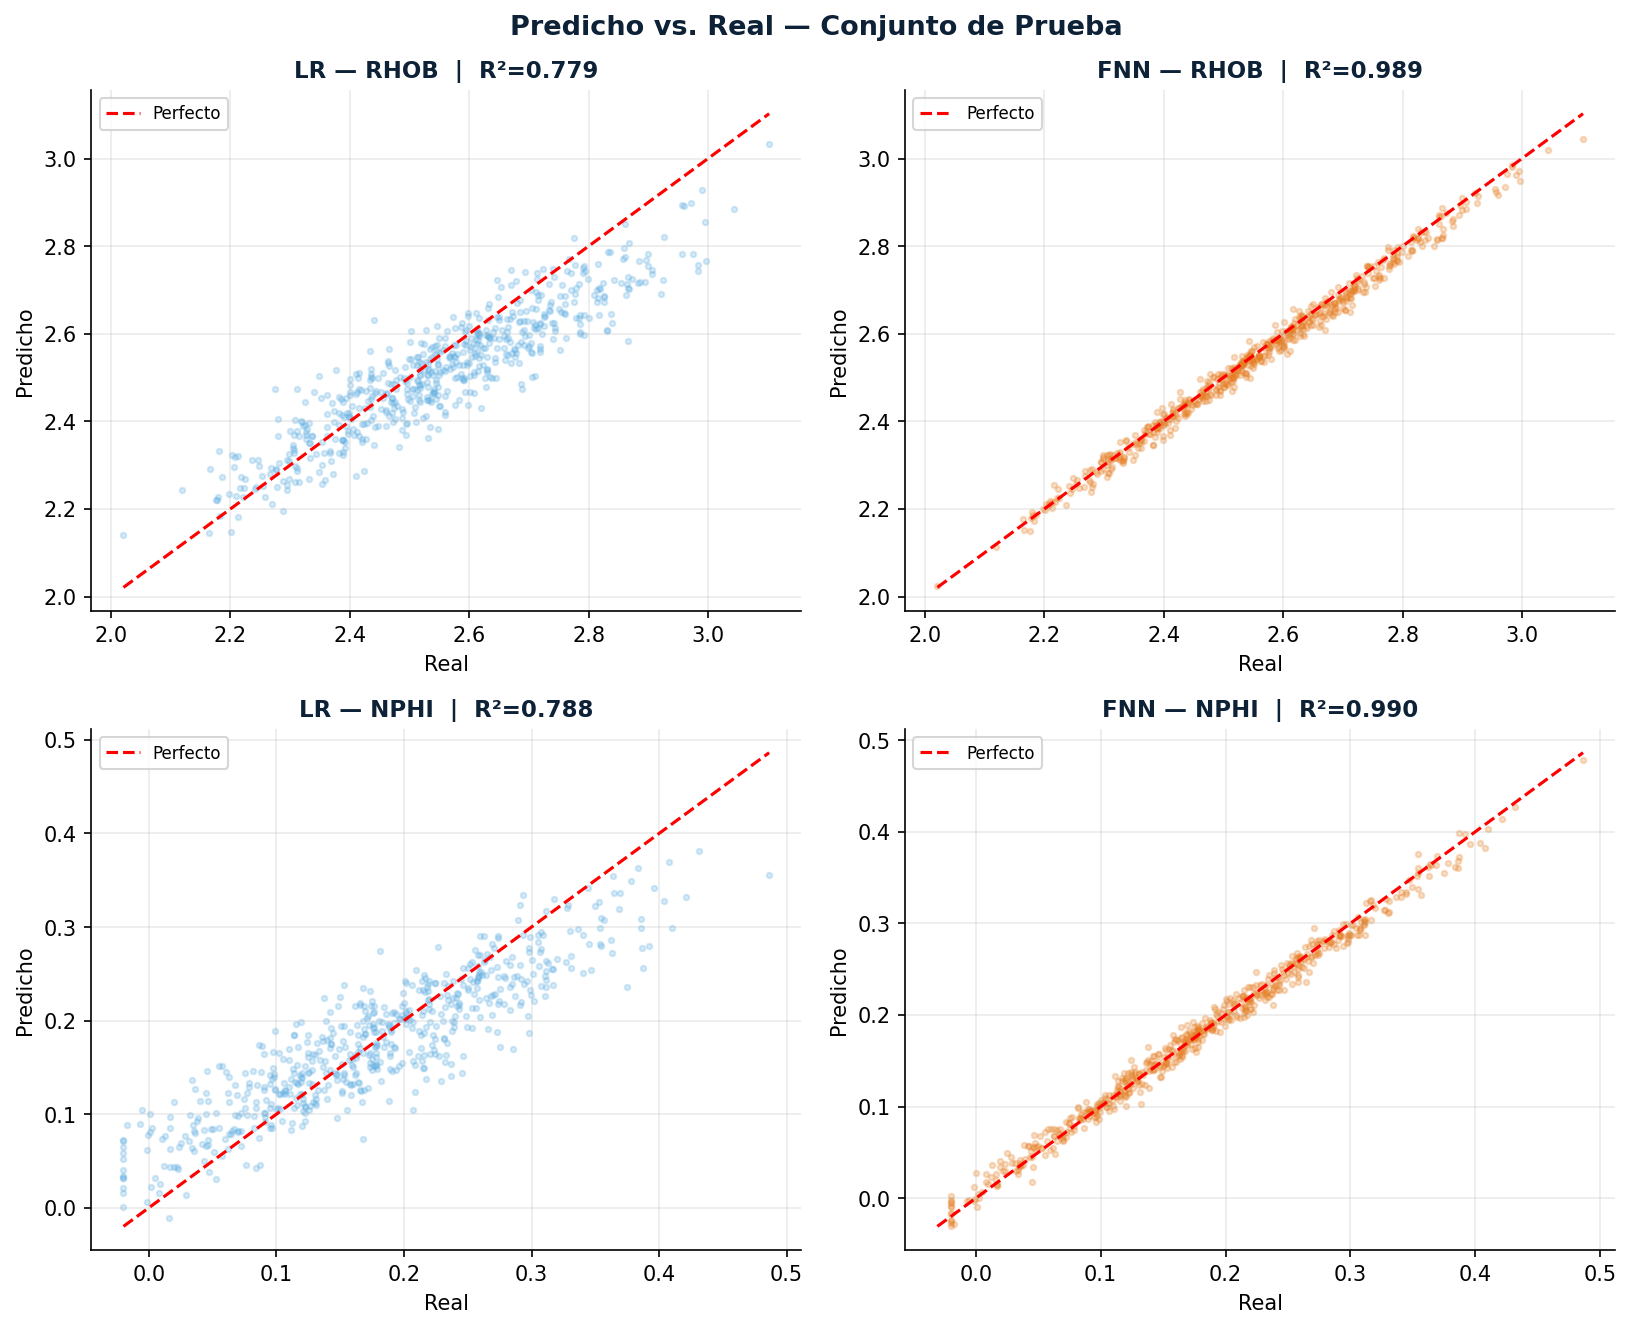 Predicho vs. Real — Conjunto de Prueba
LR — RHOB | R²=0.779
Perfecto
3.0
2.8
2.6
2.4
2.2
2.0
Predicho
2.0 2.2 2.4 2.6 2.8 3.0
Real
FNN — RHOB | R²=0.989
Perfecto
3.0
2.8
2.6
2.4
2.2
2.0
Predicho
2.0 2.2 2.4 2.6 2.8 3.0
Real
LR — NPHI | R²=0.788
Perfecto
0.5
0.4
0.3
0.2
0.1
0.0
Predicho
0.0 0.1 0.2 0.3 0.4 0.5
Real
FNN — NPHI | R²=0.990
Perfecto
0.5
0.4
0.3
0.2
0.1
0.0
Predicho
0.0 0.1 0.2 0.3 0.4 0.5
Real